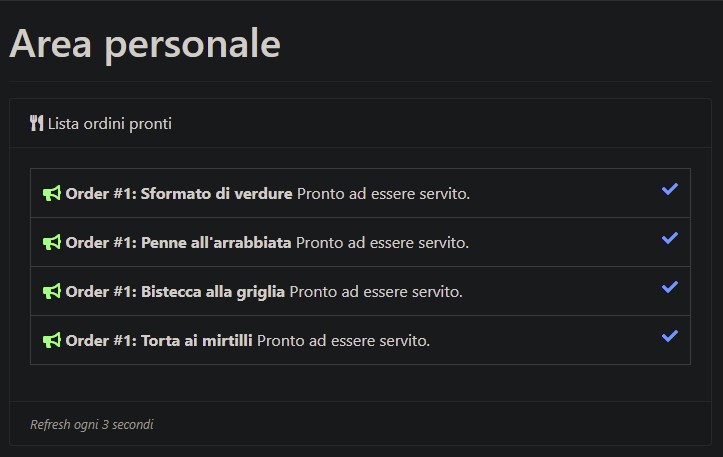 Area personale
Lista ordini pronti
Order #1: Sformato di verdure Pronto ad essere servito.
Order #1: Penne all'arrabbiata Pronto ad essere servito.
Order #1: Bistecca alla griglia Pronto ad essere servito.
Order #1: Torta ai mirtilli Pronto ad essere servito.
Refresh ogni 3 secondi